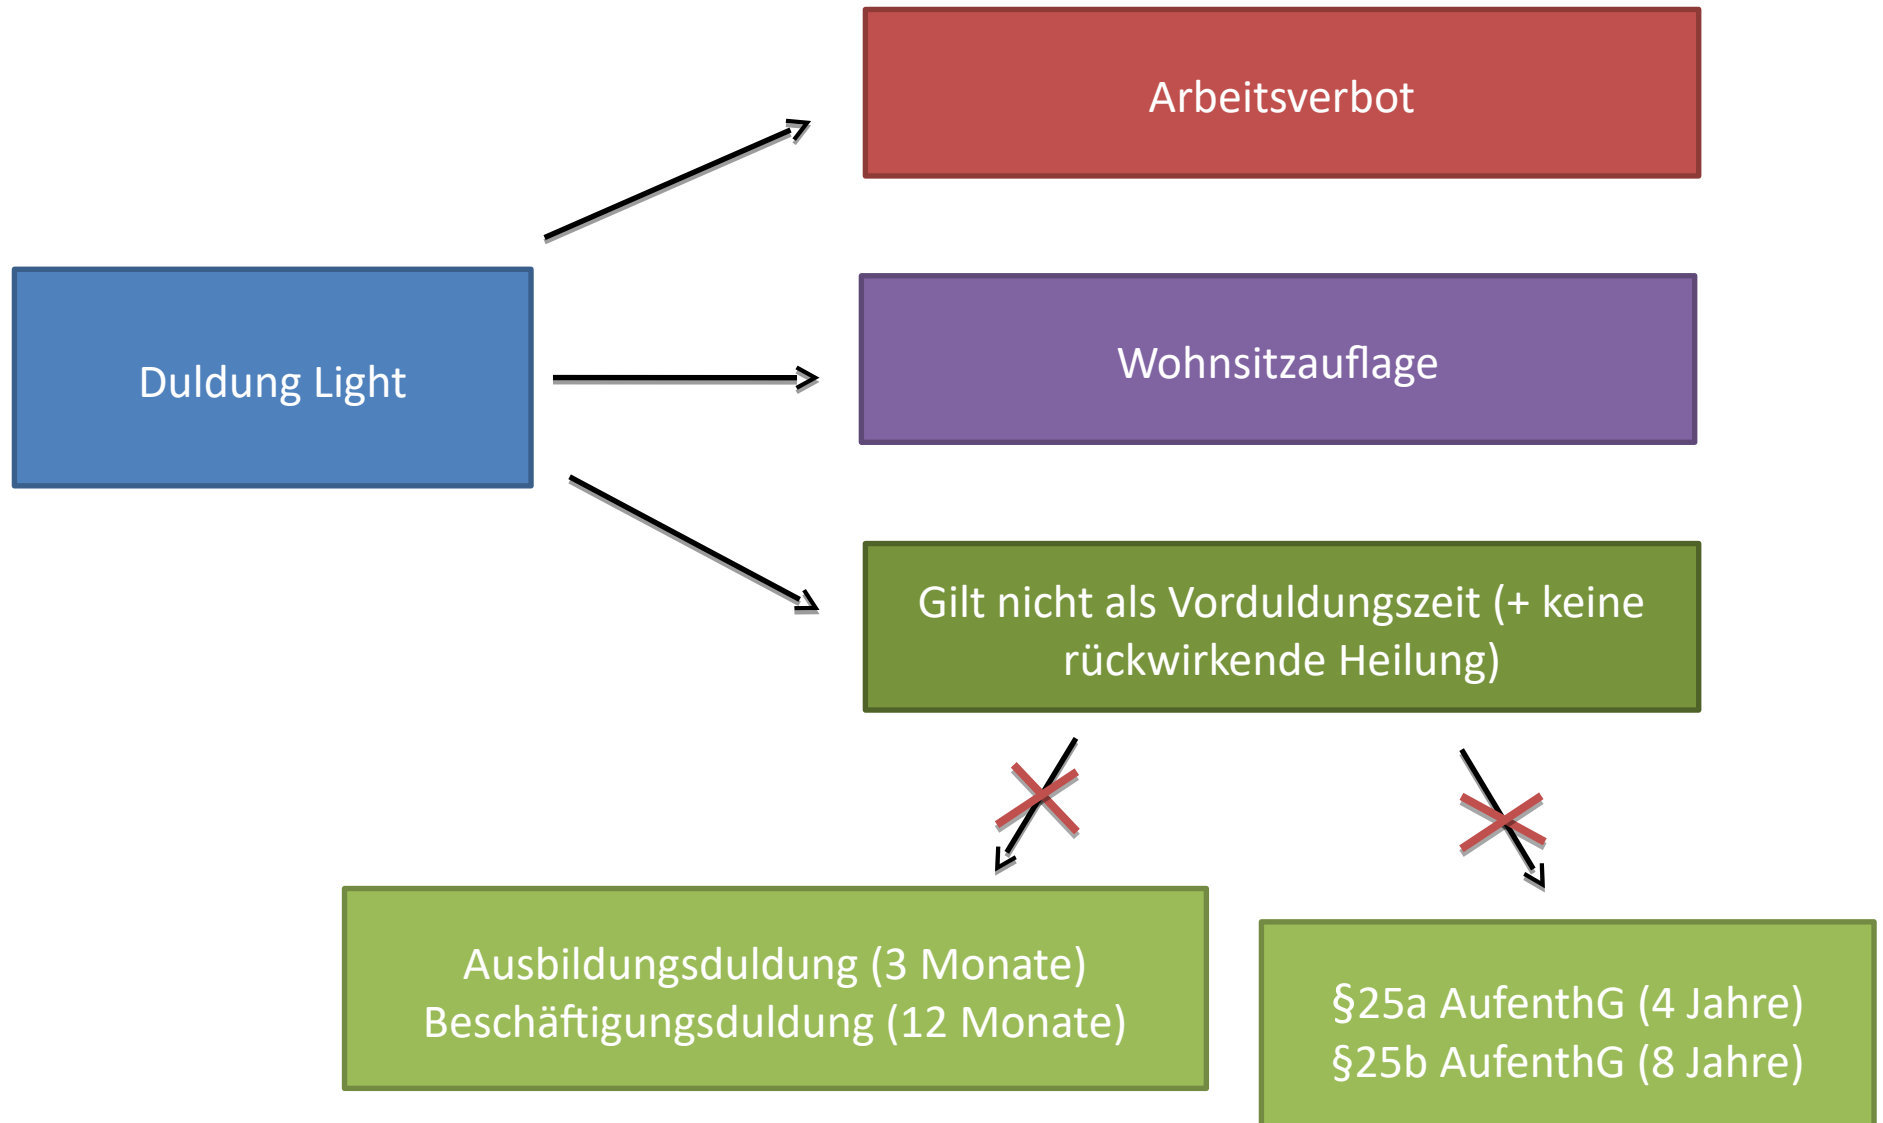 Arbeitsverbot
Duldung Light
Wohnsitzauflage
Gilt nicht als Vorduldungszeit (+ keine
rückwirkende Heilung)
Ausbildungsduldung (3 Monate)
Beschäftigungsduldung (12 Monate)
§25a AufenthG (4 Jahre)
§25b AufenthG (8 Jahre)